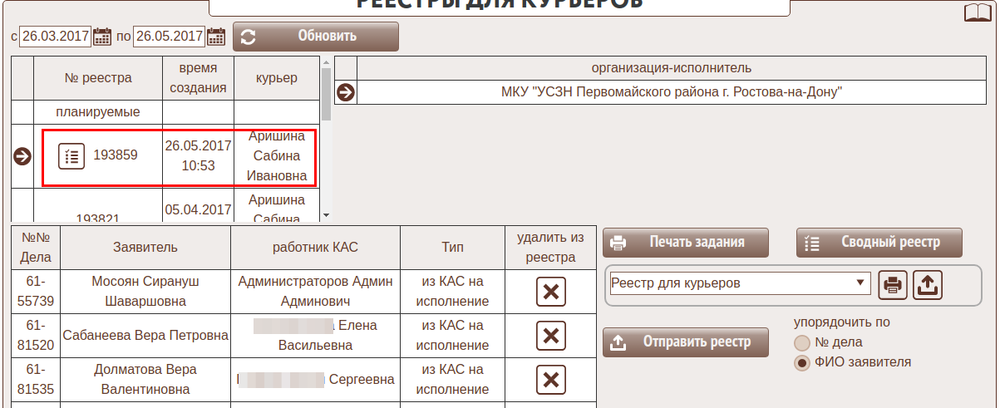 РЕЕСТРЫ ДЛЯ КУРЬЕРОВ
с 26.03.2017 по 26.05.2017 Обновить
№ реестра время создания курьер
планируемые
193859 26.05.2017 10:53 Аришина Сабина Ивановна
193821 05.04.2017 Аришина Сабина
организация-исполнитель
МКУ "УСЗН Первомайского района г. Ростова-на-Дону"
№№ Дела Заявитель работник КАС Тип удалить из реестра
61-55739 Мосоян Сирануш Шаваршовна Администраторов Админ Админович из КАС на исполнение
61-81520 Сабанеева Вера Петровна Елена Васильевна из КАС на исполнение
61-81535 Долматова Вера Валентиновна Сергеевна из КАС на исполнение
Печать задания Сводный реестр
Реестр для курьеров
Отправить реестр
упорядочить по
№ дела
ФИО заявителя